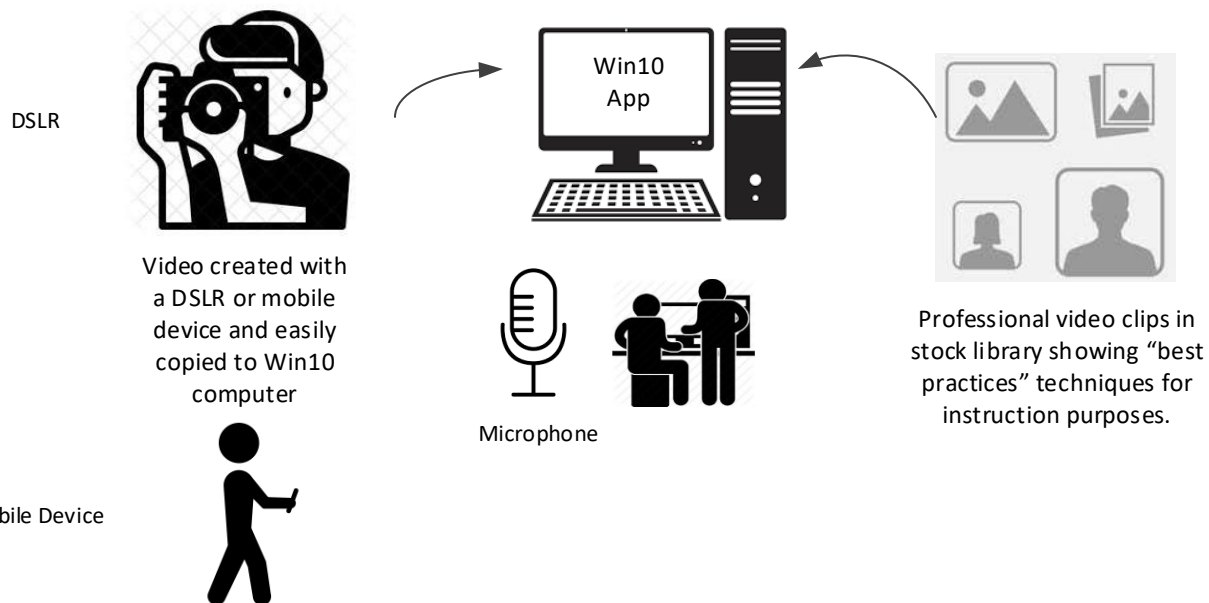 DSLR
Win10
App
Video created with
a DSLR or mobile
device and easily
copied to Win10
computer
Professional video clips in
stock library showing “best
practices” techniques for
instruction purposes.
Microphone
bile Device